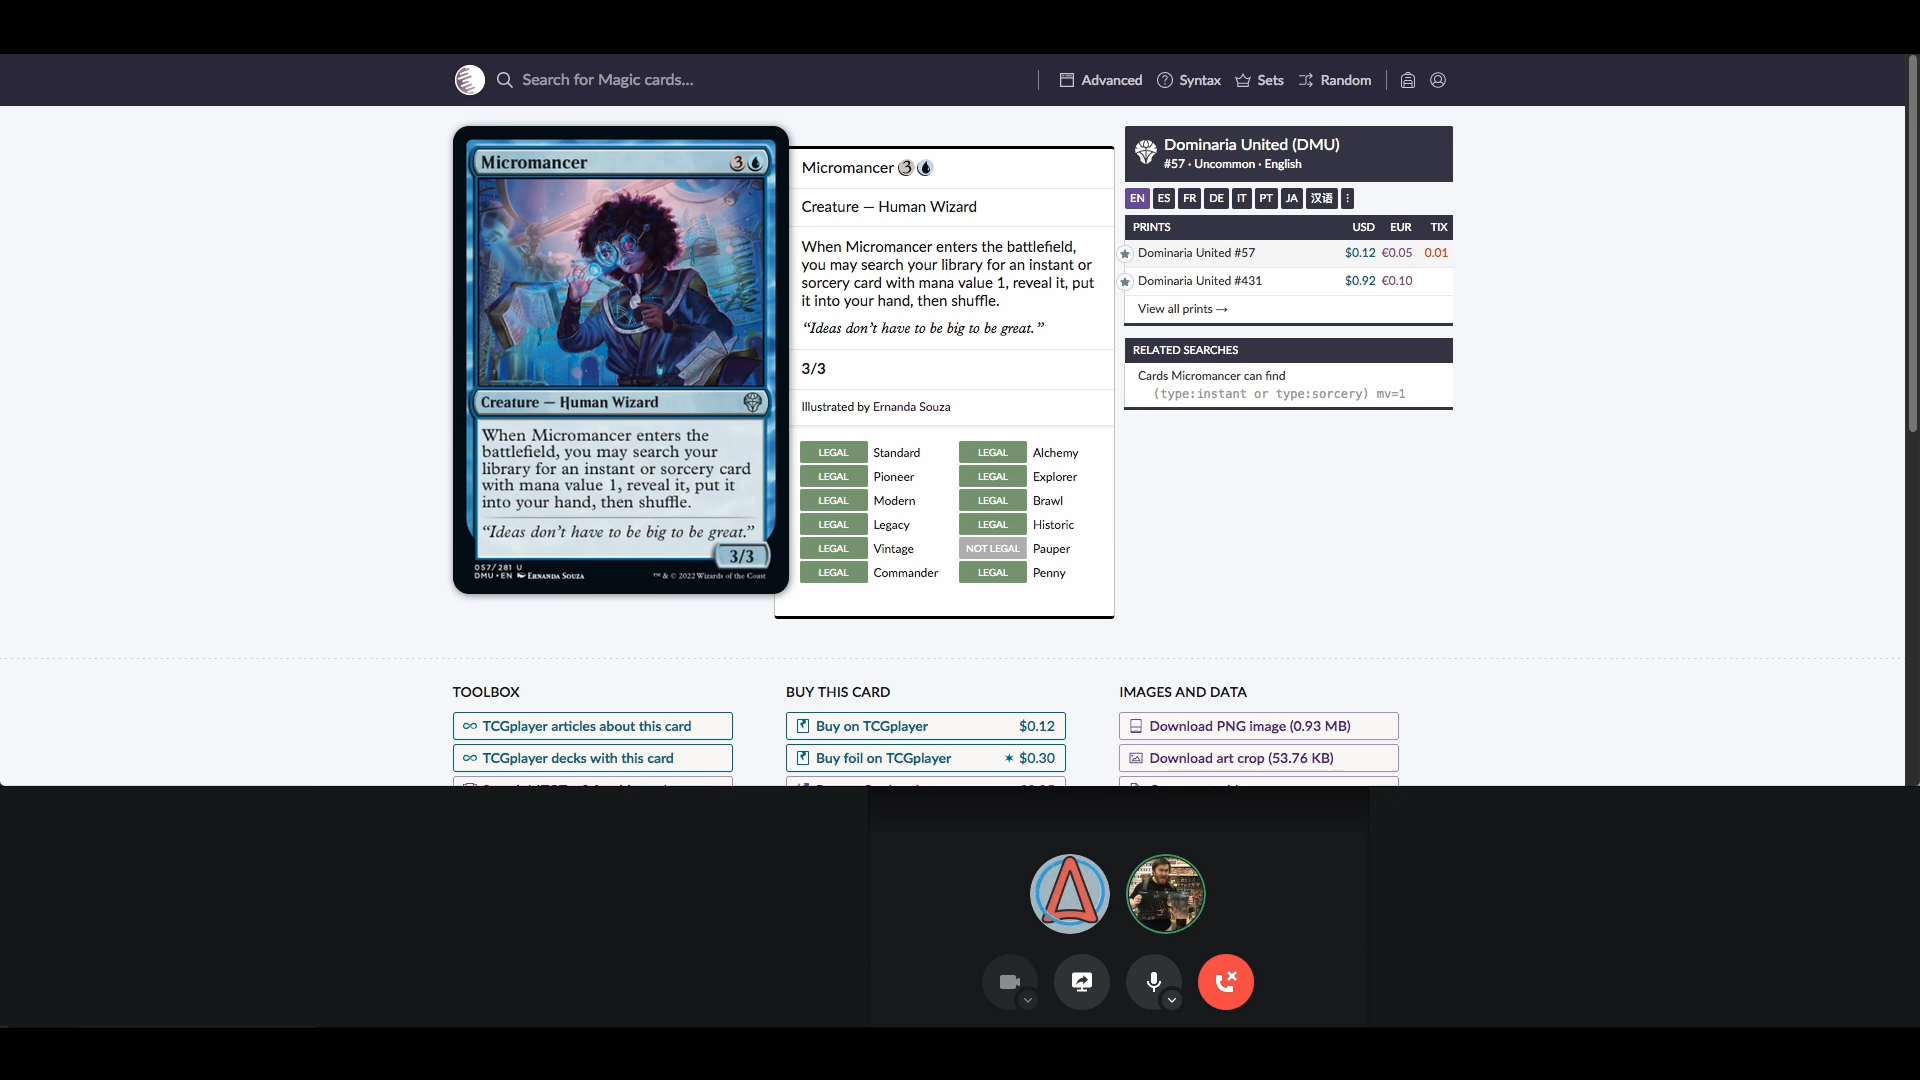 Search for Magic cards...
Advanced
Syntax
Sets
Random
Micromancer 3
When Micromancer enters the
battlefield, you may search your
library for an instant or sorcery card
with mana value 1, reveal it, put it
into your hand, then shuffle.
“Ideas don’t have to be big to be great.”
Creature — Human Wizard
3/3
057/281 U
DMU • EN Ernanda Souza
™ & © 2022 Wizards of the Coast
Micromancer 3
Creature — Human Wizard
When Micromancer enters the battlefield,
you may search your library for an instant or
sorcery card with mana value 1, reveal it, put
it into your hand, then shuffle.
“Ideas don’t have to be big to be great.”
3/3
Illustrated by Ernanda Souza
LEGAL Standard LEGAL Alchemy
LEGAL Pioneer LEGAL Explorer
LEGAL Modern LEGAL Brawl
LEGAL Legacy LEGAL Historic
LEGAL Vintage NOT LEGAL Pauper
LEGAL Commander LEGAL Penny
Dominaria United (DMU)
#57 · Uncommon · English
EN ES FR DE IT PT JA 汉语
PRINTS USD EUR TIX
Dominaria United #57 $0.12 €0.05 0.01
Dominaria United #431 $0.92 €0.10
View all prints →
RELATED SEARCHES
Cards Micromancer can find
(type:instant or type:sorcery) mv=1
TOOLBOX
TCGplayer articles about this card
TCGplayer decks with this card
BUY THIS CARD
Buy on TCGplayer $0.12
Buy foil on TCGplayer ✶ $0.30
IMAGES AND DATA
Download PNG image (0.93 MB)
Download art crop (53.76 KB)